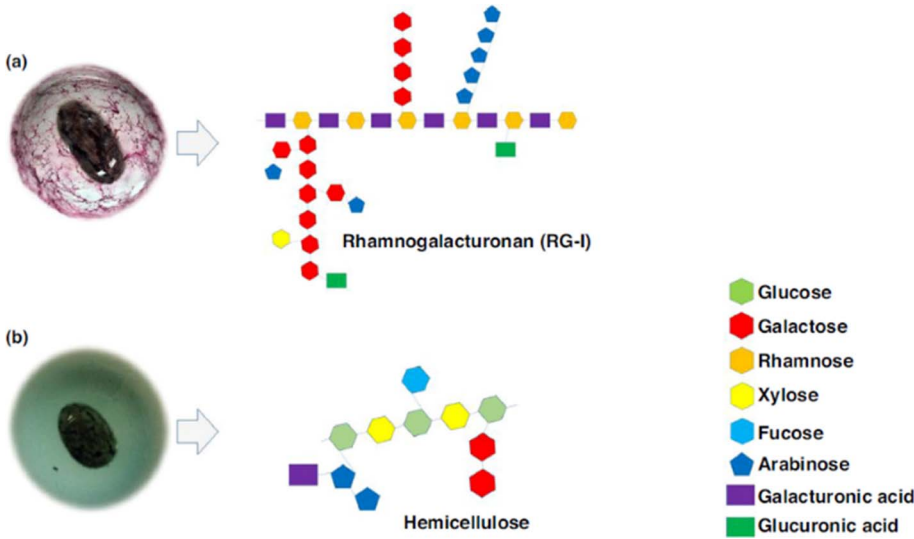 (a)
Rhamnogalacturonan (RG-I)
(b)
Hemicellulose
Glucose
Galactose
Rhamnose
Xylose
Fucose
Arabinose
Galacturonic acid
Glucuronic acid